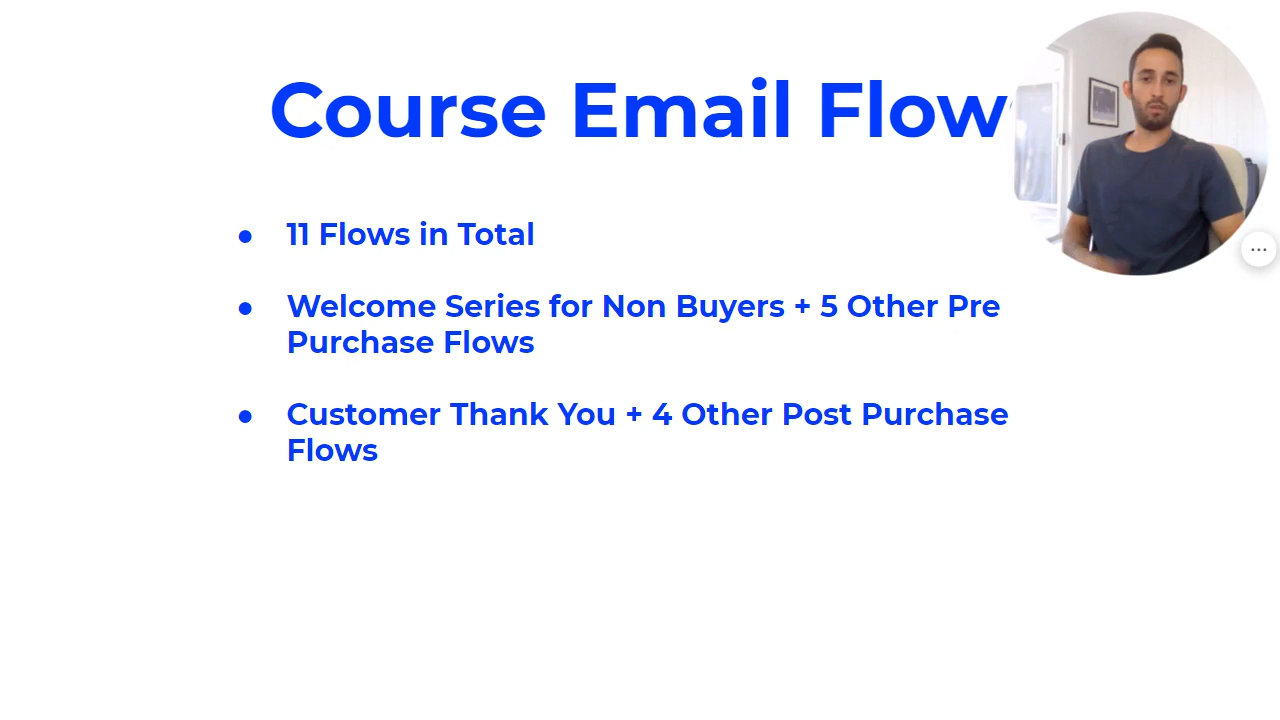 Course Email Flows
11 Flows in Total
Welcome Series for Non Buyers + 5 Other Pre
Purchase Flows
Customer Thank You + 4 Other Post Purchase
Flows